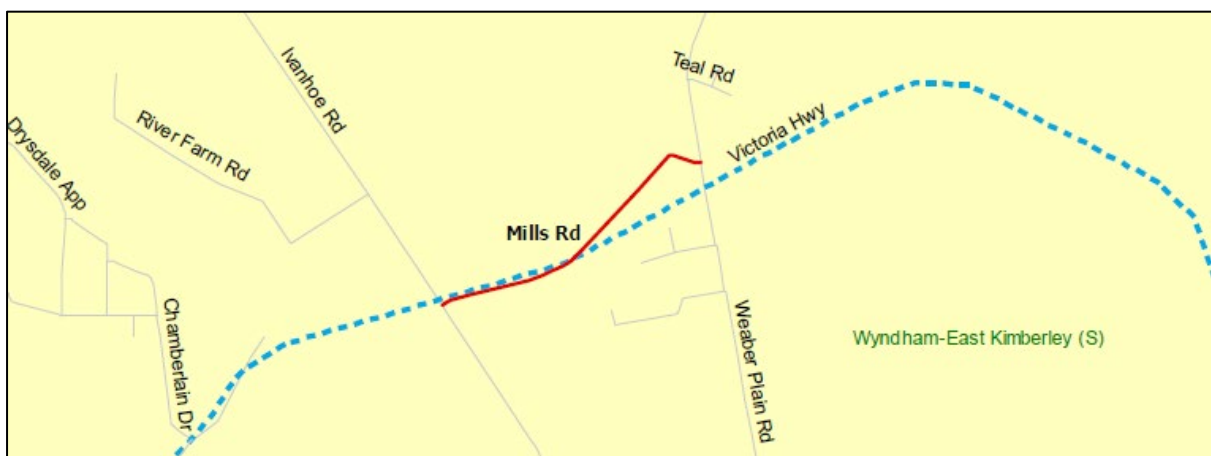 Ivanhoe Rd
Teal Rd
River Farm Rd
Drysdale App
Victoria Hwy
Mills Rd
Chamberlain Dr
Weaber Plain Rd
Wyndham-East Kimberley (S)